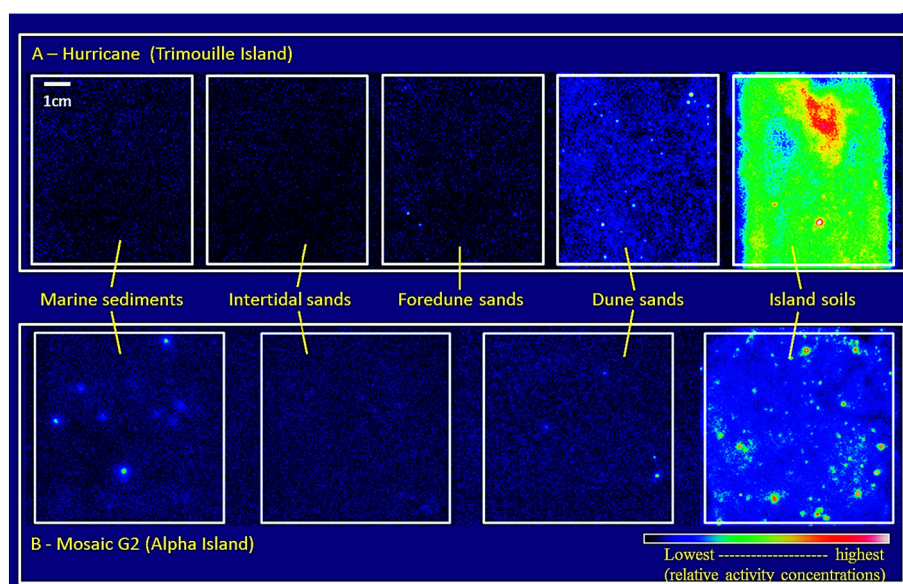 A – Hurricane (Trimouille Island)
1cm
Marine sediments Intertidal sands Foredune sands Dune sands Island soils
B - Mosaic G2 (Alpha Island)
Lowest -------------------- highest
(relative activity concentrations)